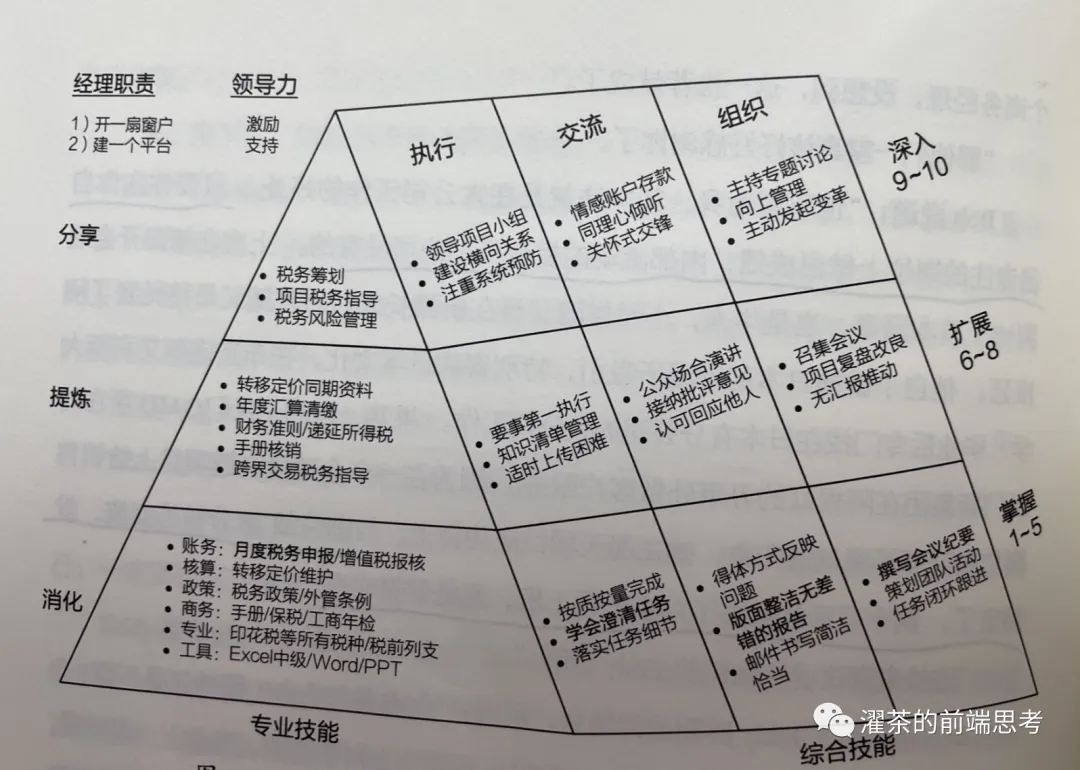 经理职责
领导力
1）开一扇窗户
激励
2）建一个平台
支持
执行
交流
组织
深入
9~10
分享
税务筹划
项目税务指导
税务风险管理
领导项目小组
建设横向关系
注重系统预防
情感账户存款
同理心倾听
关怀式交锋
主持专题讨论
向上管理
主动发起变革
扩展
6~8
提炼
转移定价同期资料
年度汇算清缴
财务准则/递延所得税
手册核销
跨界交易税务指导
要事第一执行
知识清单管理
适时上传困难
公众场合演讲
接纳批评意见
认可回应他人
召集会议
项目复盘改良
无汇报推动
掌握
1~5
消化
账务：月度税务申报/增值税报核
核算：转移定价维护
政策：税务政策/外管条例
商务：手册/保税/工商年检
专业：印花税等所有税种/税前列支
工具：Excel中级/Word/PPT
按质按量完成
学会澄清任务
落实任务细节
得体方式反映
问题
版面整洁无差
错的报告
邮件书写简洁
恰当
撰写会议纪要
策划团队活动
任务闭环跟进
专业技能
综合技能
濯茶的前端思考